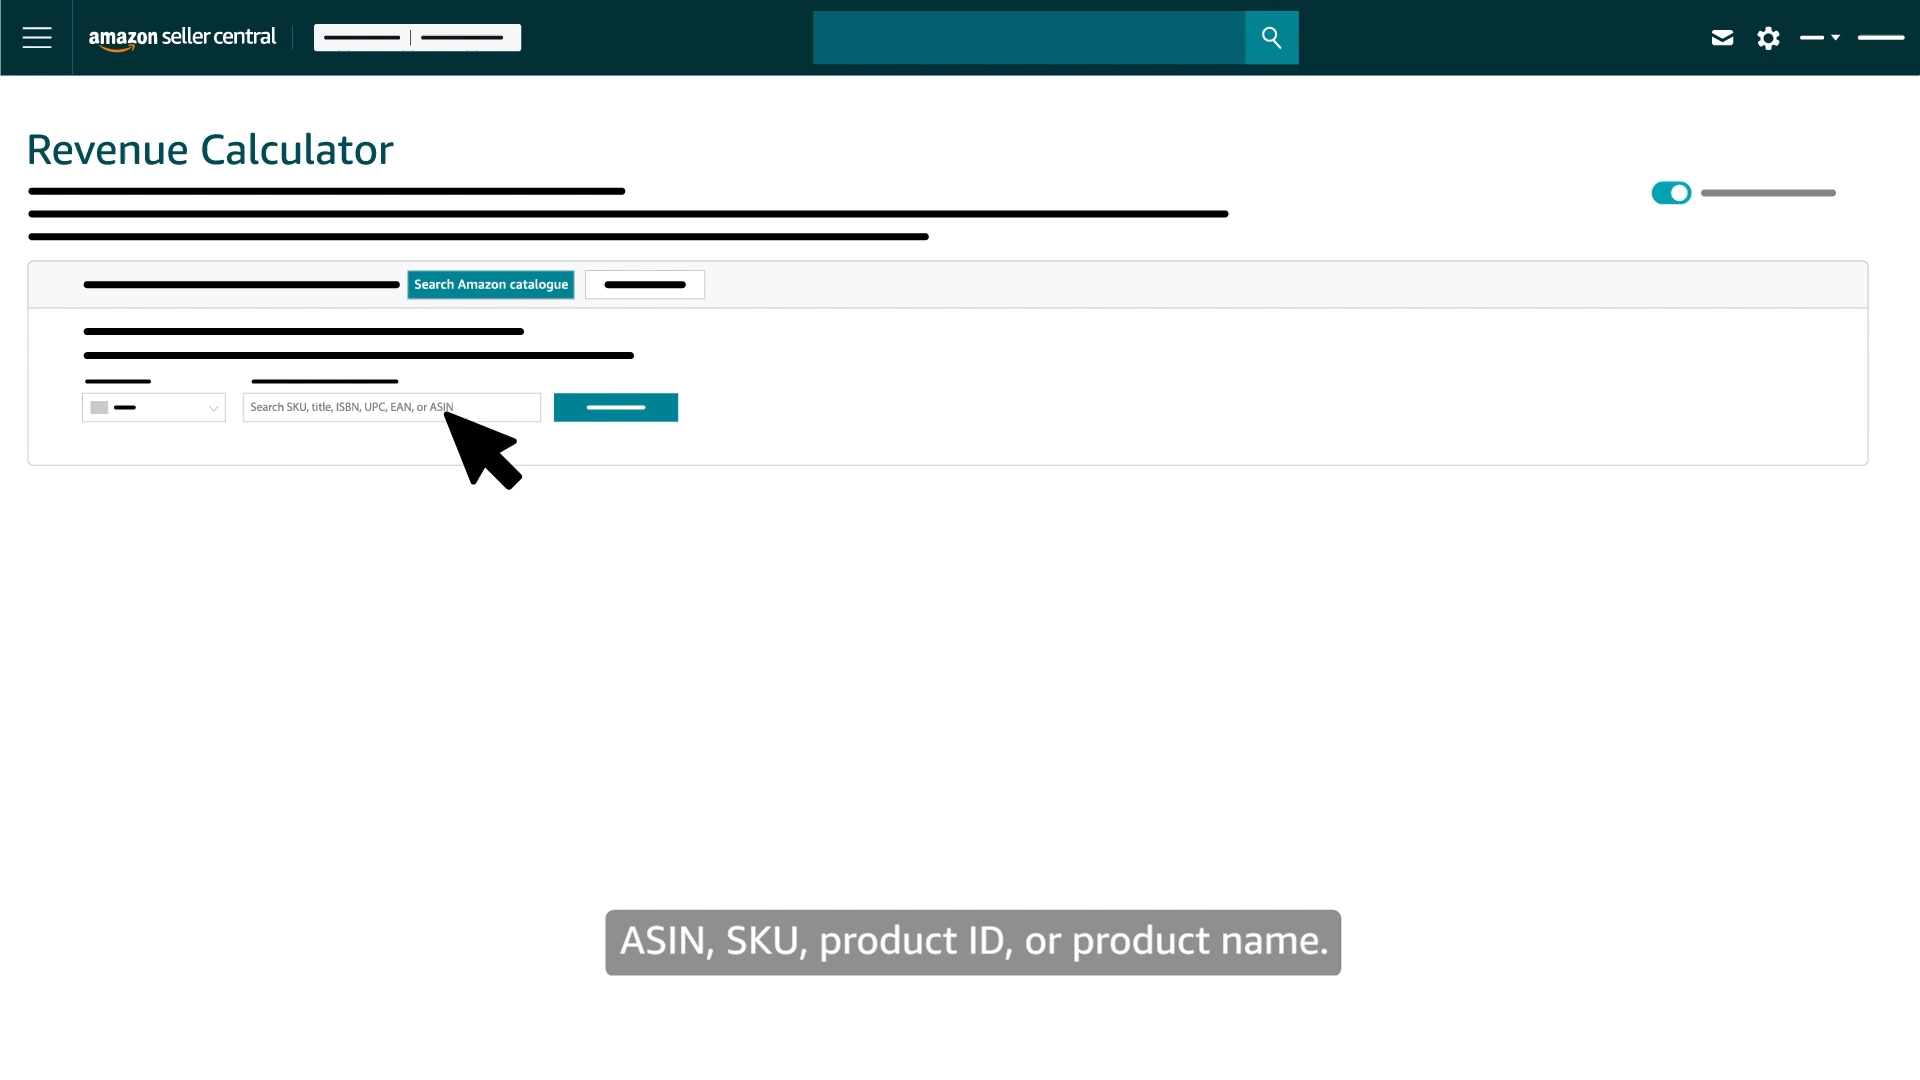 amazon seller central
Revenue Calculator
Search Amazon catalogue
Search SKU, title, ISBN, UPC, EAN, or ASIN
ASIN, SKU, product ID, or product name.